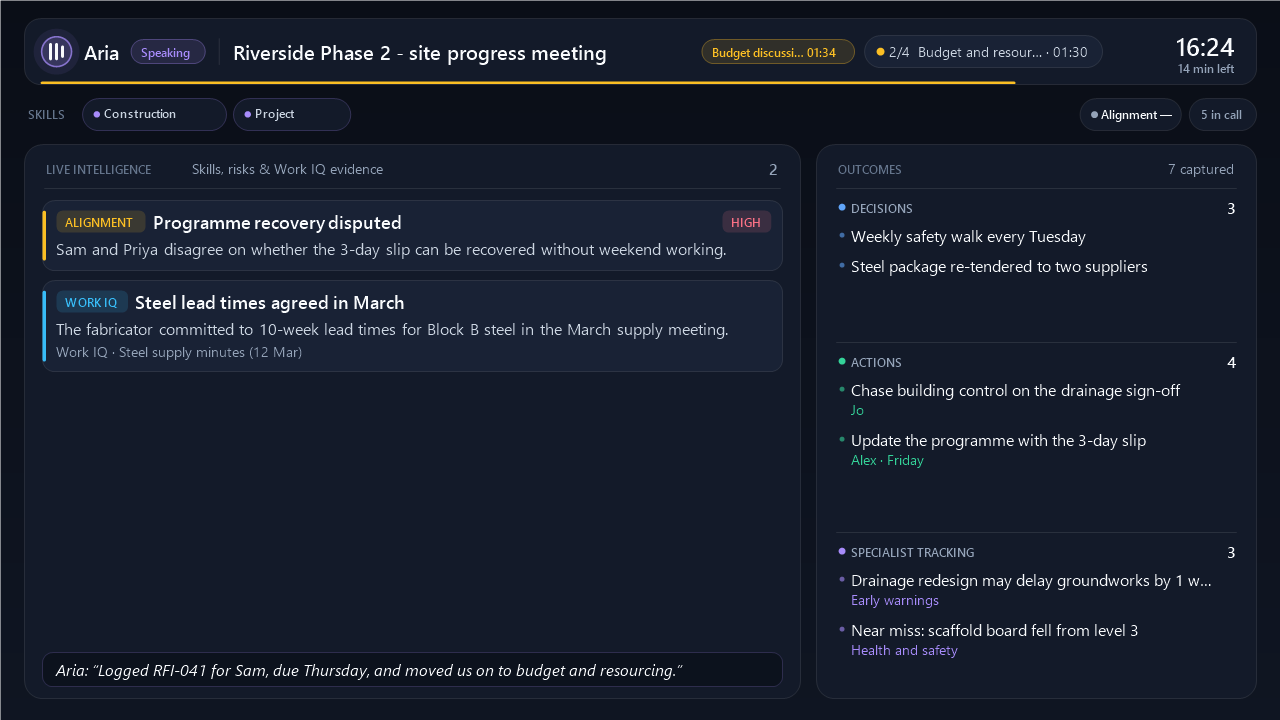 Aria Speaking Riverside Phase 2 - site progress meeting Budget discussi... 01:34 2/4 Budget and resour... · 01:30 16:24
14 min left
SKILLS Construction Project Alignment — 5 in call
LIVE INTELLIGENCE Skills, risks & Work IQ evidence 2
ALIGNMENT Programme recovery disputed HIGH
Sam and Priya disagree on whether the 3-day slip can be recovered without weekend working.
WORK IQ Steel lead times agreed in March
The fabricator committed to 10-week lead times for Block B steel in the March supply meeting.
Work IQ · Steel supply minutes (12 Mar)
Aria: “Logged RFI-041 for Sam, due Thursday, and moved us on to budget and resourcing.”
OUTCOMES 7 captured
DECISIONS 3
Weekly safety walk every Tuesday
Steel package re-tendered to two suppliers
ACTIONS 4
Chase building control on the drainage sign-off
Jo
Update the programme with the 3-day slip
Alex · Friday
SPECIALIST TRACKING 3
Drainage redesign may delay groundworks by 1 w...
Early warnings
Near miss: scaffold board fell from level 3
Health and safety